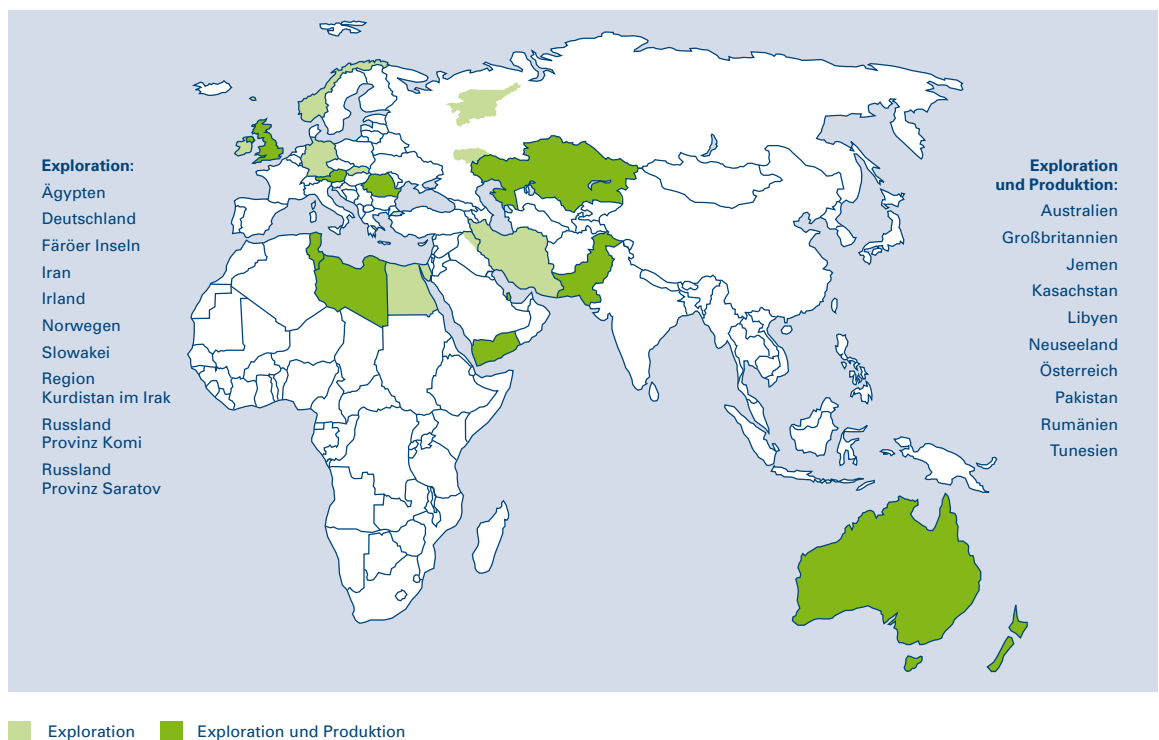 Exploration:
Ägypten
Deutschland
Färöer Inseln
Iran
Irland
Norwegen
Slowakei
Region
Kurdistan im Irak
Russland
Provinz Komi
Russland
Provinz Saratov
Exploration
und Produktion:
Australien
Großbritannien
Jemen
Kasachstan
Libyen
Neuseeland
Österreich
Pakistan
Rumänien
Tunesien
Exploration
Exploration und Produktion